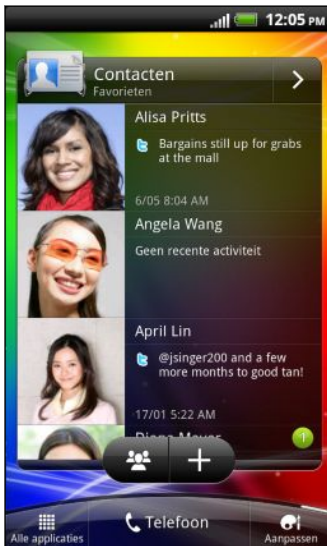 12:05 PM
Contacten
Favorieten
Alisa Pritts
Bargains still up for grabs
at the mall
6/05 8:04 AM
Angela Wang
Geen recente activiteit
April Lin
@jsinger200 and a few
more months to good tan!
17/01 5:22 AM
1
Alle applicaties
Telefoon
Aanpassen